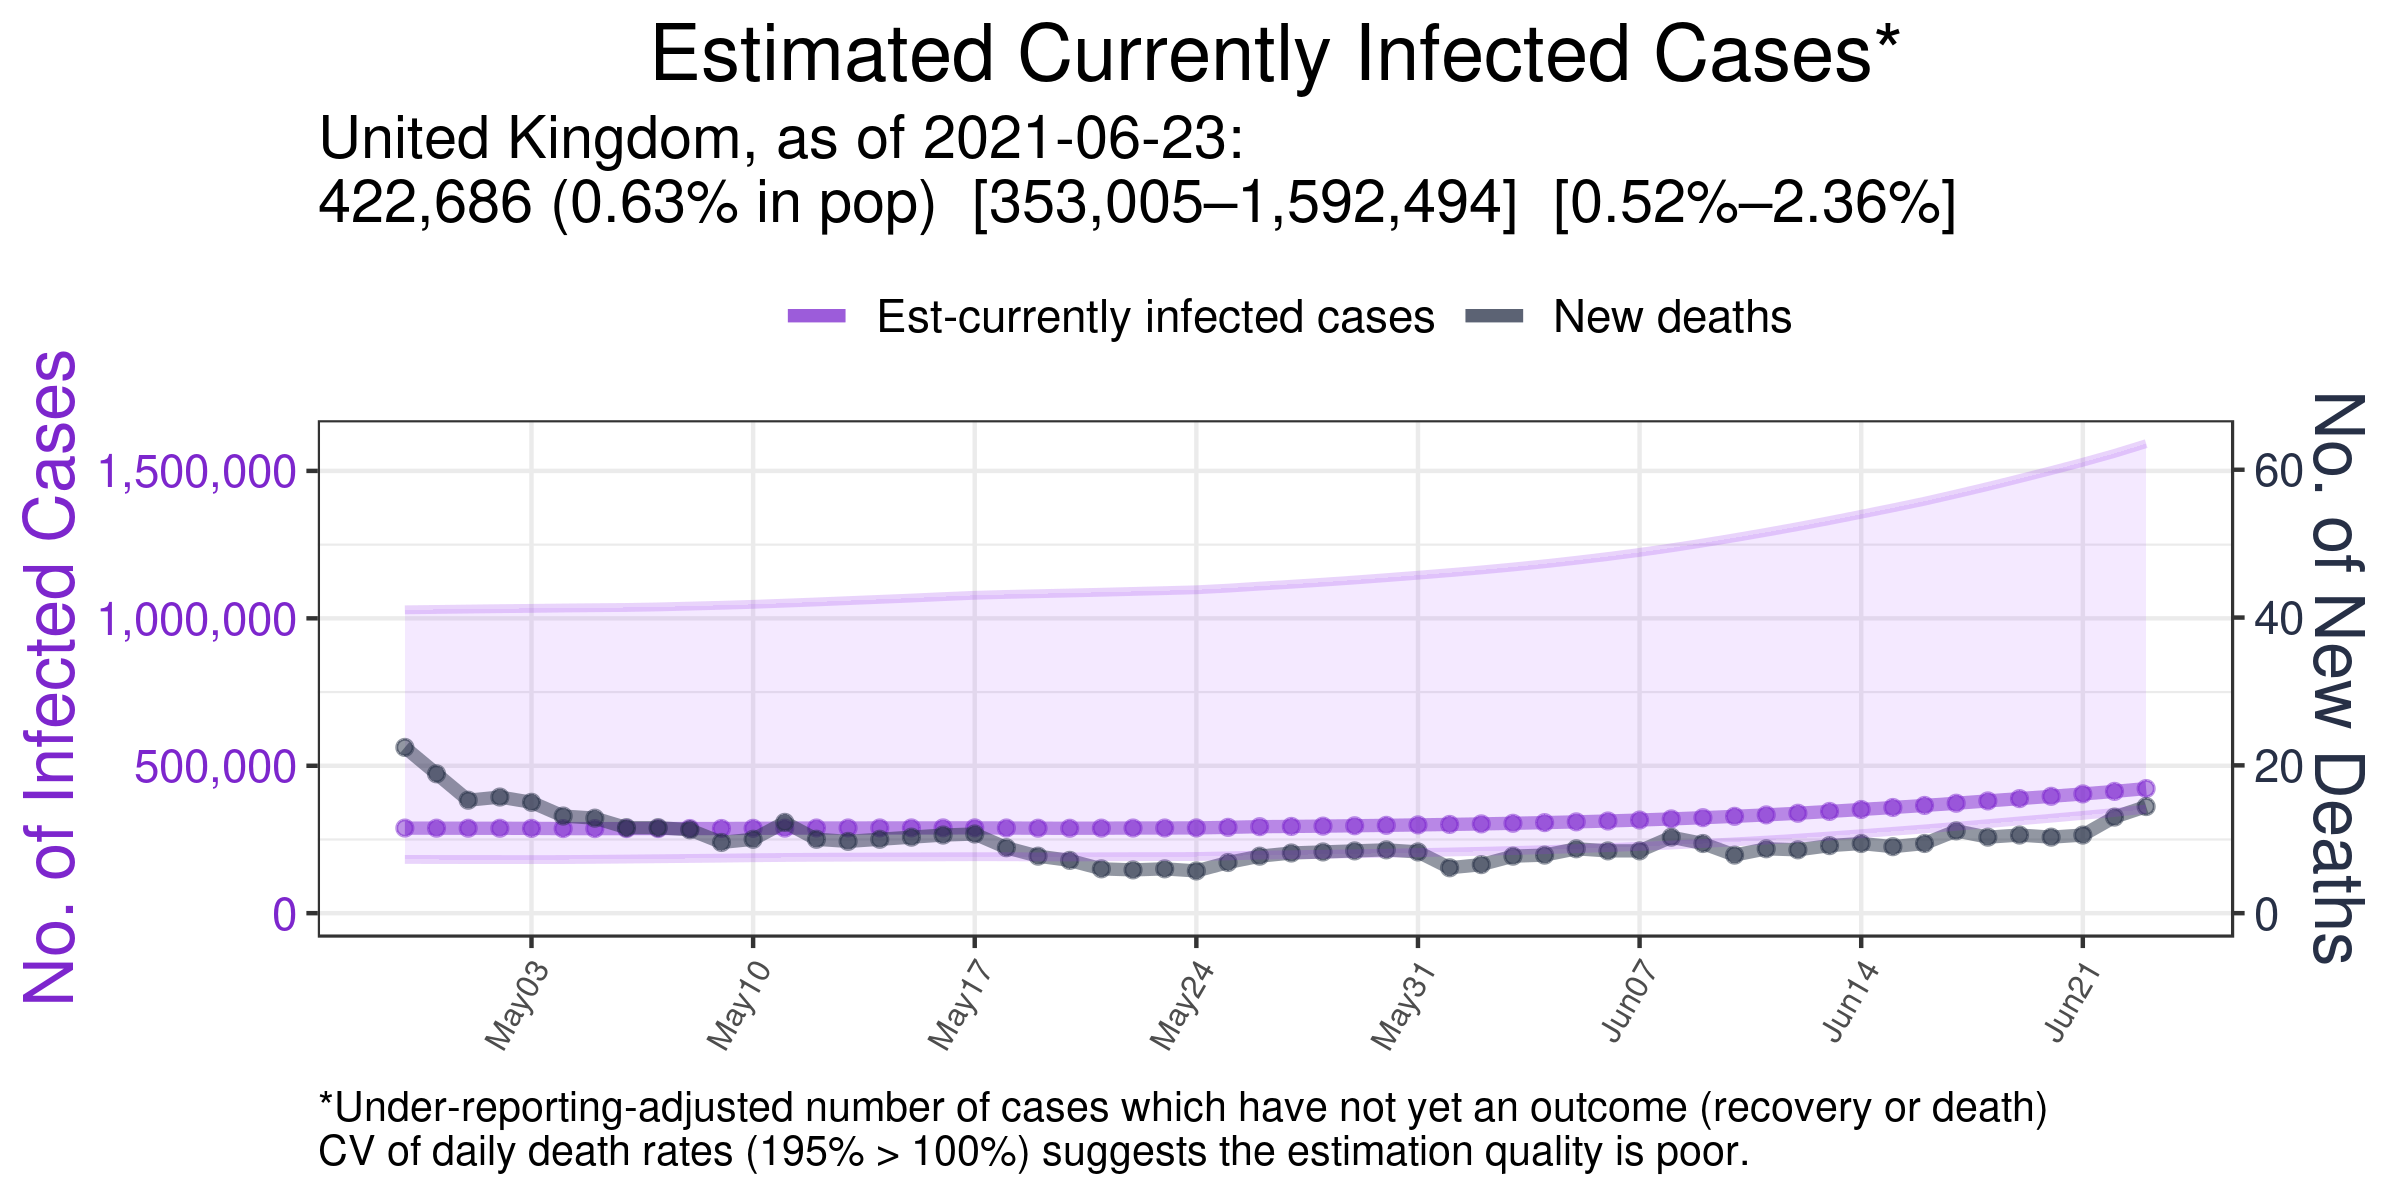 Estimated Currently Infected Cases*
United Kingdom, as of 2021-06-23:
422,686 (0.63% in pop)  [353,005–1,592,494]  [0.52%–2.36%]
Est-currently infected cases
New deaths
No. of Infected Cases
1,500,000
1,000,000
500,000
0
60
40
20
0
No. of New Deaths
May03
May10
May17
May24
May31
Jun07
Jun14
Jun21
*Under-reporting-adjusted number of cases which have not yet an outcome (recovery or death)
CV of daily death rates (195% > 100%) suggests the estimation quality is poor.